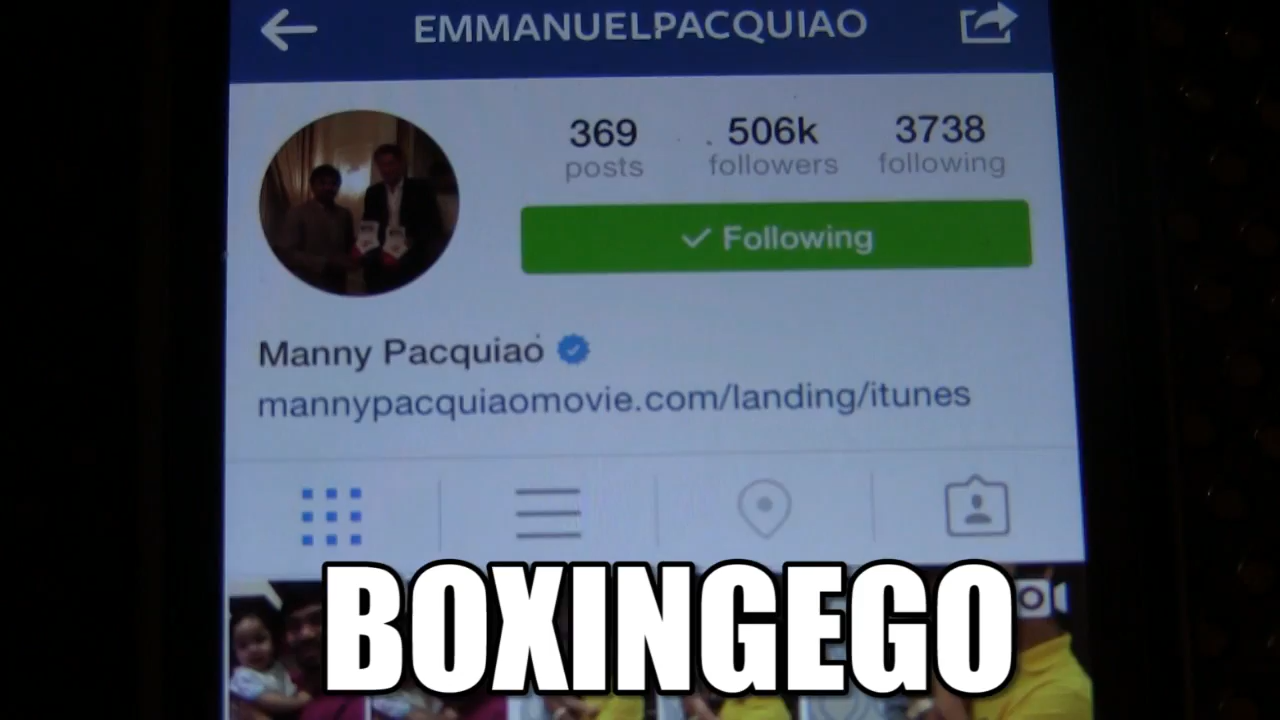 EMMANUELPACQUIAO
369 506k 3738
posts followers following
Following
Manny Pacquiao
mannypacquiaomovie.com/landing/itunes
BOXINGEGO